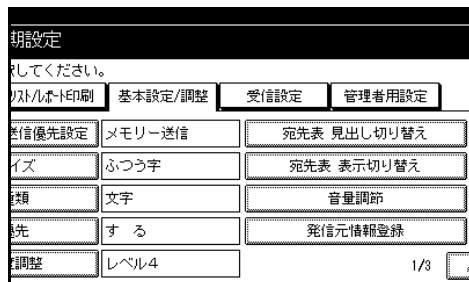 期設定
択してください。
リスト/レポート印刷 基本設定/調整 受信設定 管理者用設定
送信優先設定 メモリー送信 宛先表 見出し切り替え
イズ ふつう字 宛先表 表示切り替え
種類 文字 音量調節
優先 する 発信元情報登録
度調整 レベル4 1/3